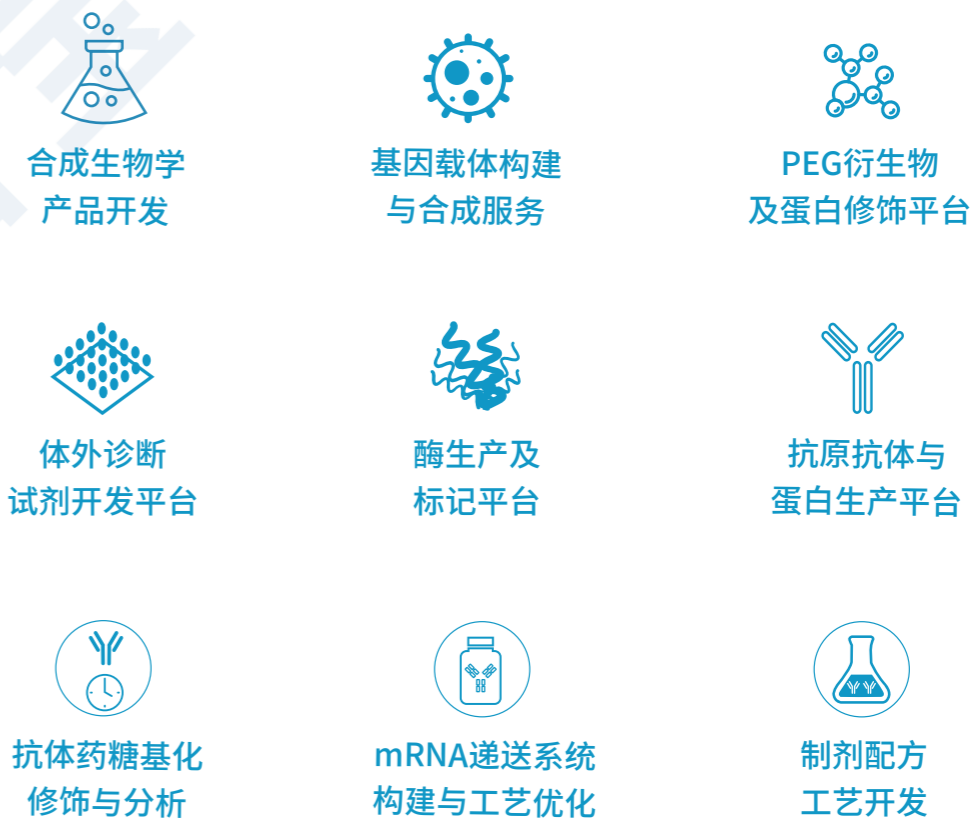 合成生物学
产品开发
基因载体构建
与合成服务
PEG衍生物
及蛋白修饰平台
体外诊断
试剂开发平台
酶生产及
标记平台
抗原抗体与
蛋白生产平台
抗体药糖基化
修饰与分析
mRNA递送系统
构建与工艺优化
制剂配方
工艺开发